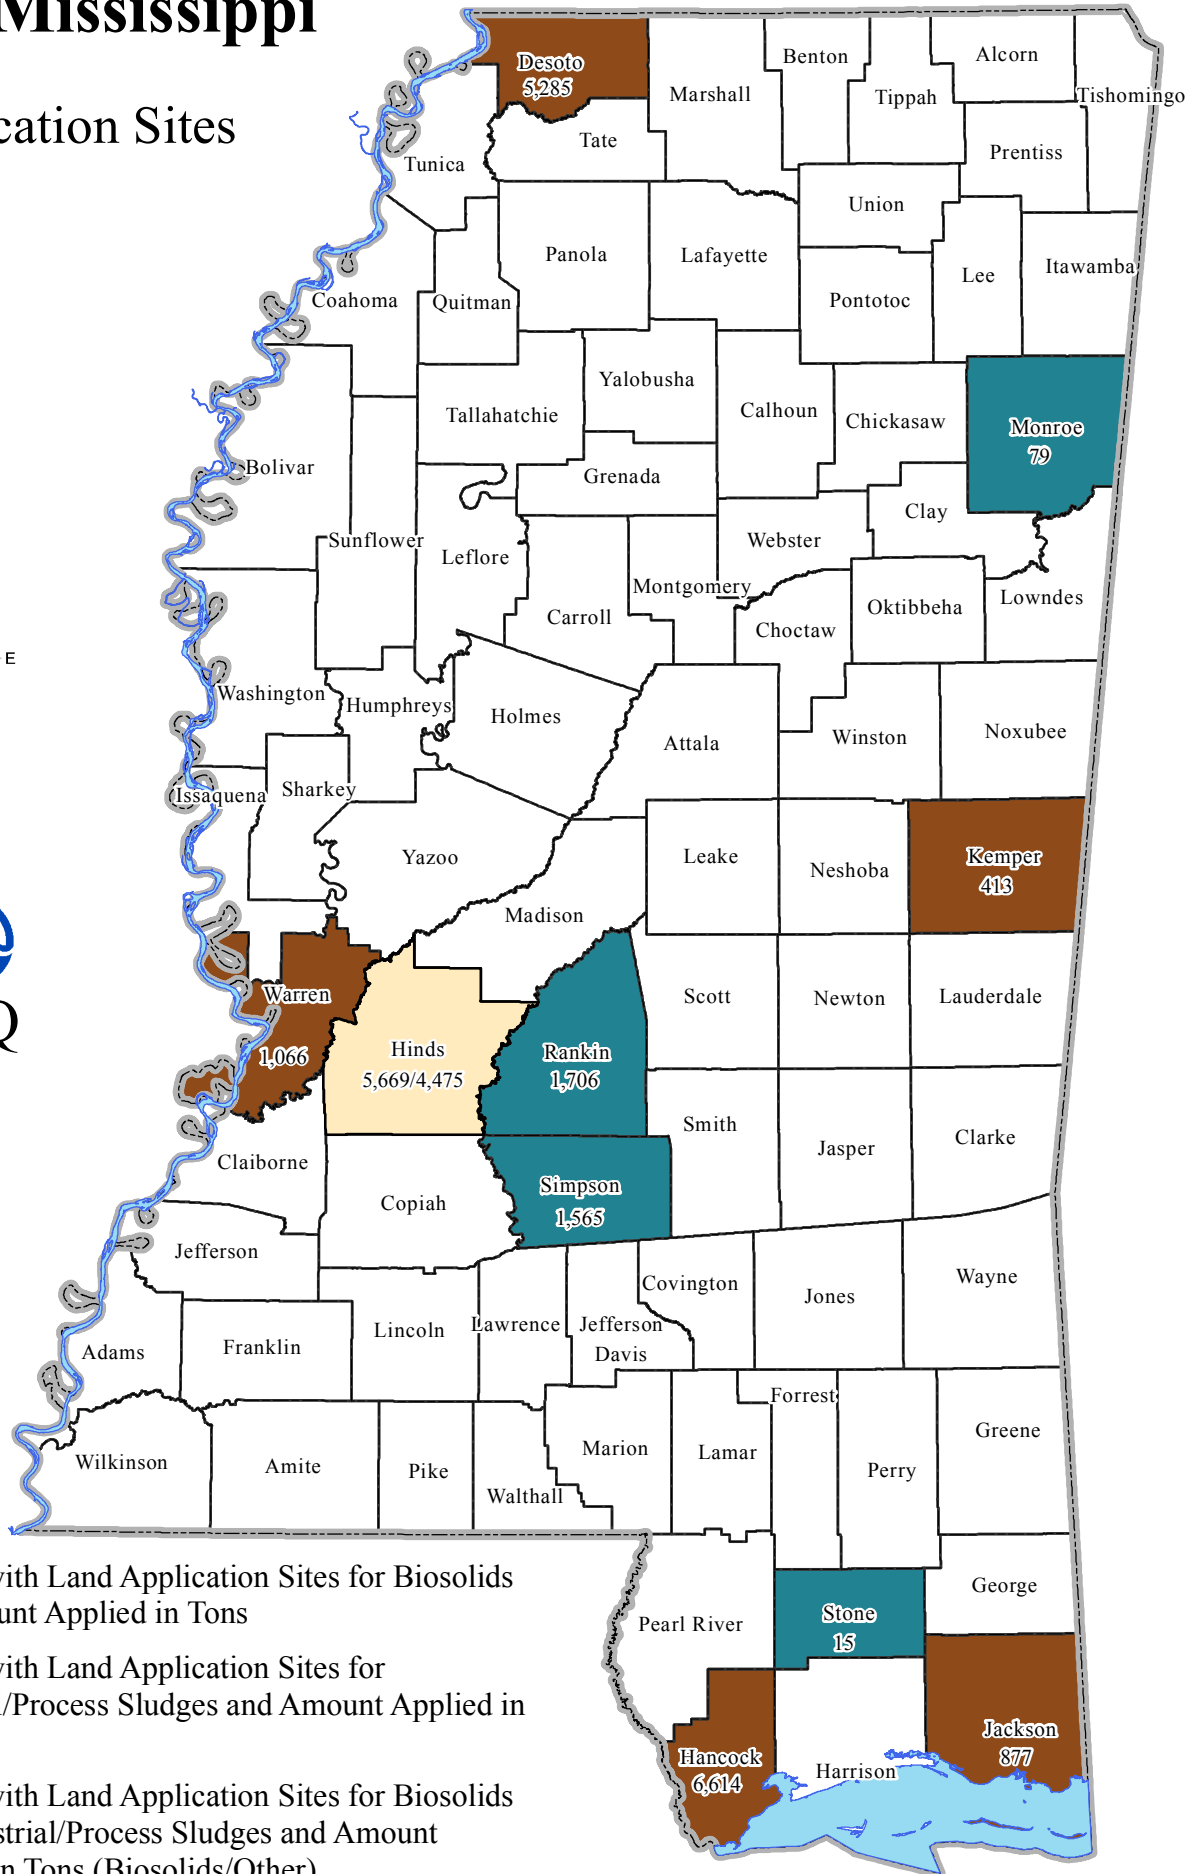 Mississippi
cation Sites
Desoto
5,285
Marshall
Benton
Tippah
Alcorn
Tishomingo
Tate
Prentiss
Tunica
Union
Panola
Lafayette
Lee
Itawamba
Coahoma
Quitman
Pontotoc
Yalobusha
Tallahatchie
Calhoun
Chickasaw
Monroe
79
Bolivar
Grenada
Clay
Sunflower
Leflore
Webster
Montgomery
Carroll
Oktibbeha
Lowndes
Choctaw
E
Washington
Humphreys
Holmes
Attala
Winston
Noxubee
Issaquena
Sharkey
Yazoo
Leake
Neshoba
Kemper
413
Madison
Warren
1,066
Scott
Newton
Lauderdale
Q
Hinds
5,669/4,475
Rankin
1,706
Smith
Jasper
Clarke
Claiborne
Copiah
Simpson
1,565
Jefferson
Covington
Jones
Wayne
Adams
Franklin
Lincoln
Lawrence
Jefferson
Davis
Forrest
Wilkinson
Amite
Pike
Walthall
Marion
Lamar
Perry
Greene
with Land Application Sites for Biosolids
unt Applied in Tons
George
Pearl River
Stone
15
with Land Application Sites for
l/Process Sludges and Amount Applied in
Hancock
6,614
Harrison
Jackson
877
with Land Application Sites for Biosolids
strial/Process Sludges and Amount
n Tons (Biosolids/Other)